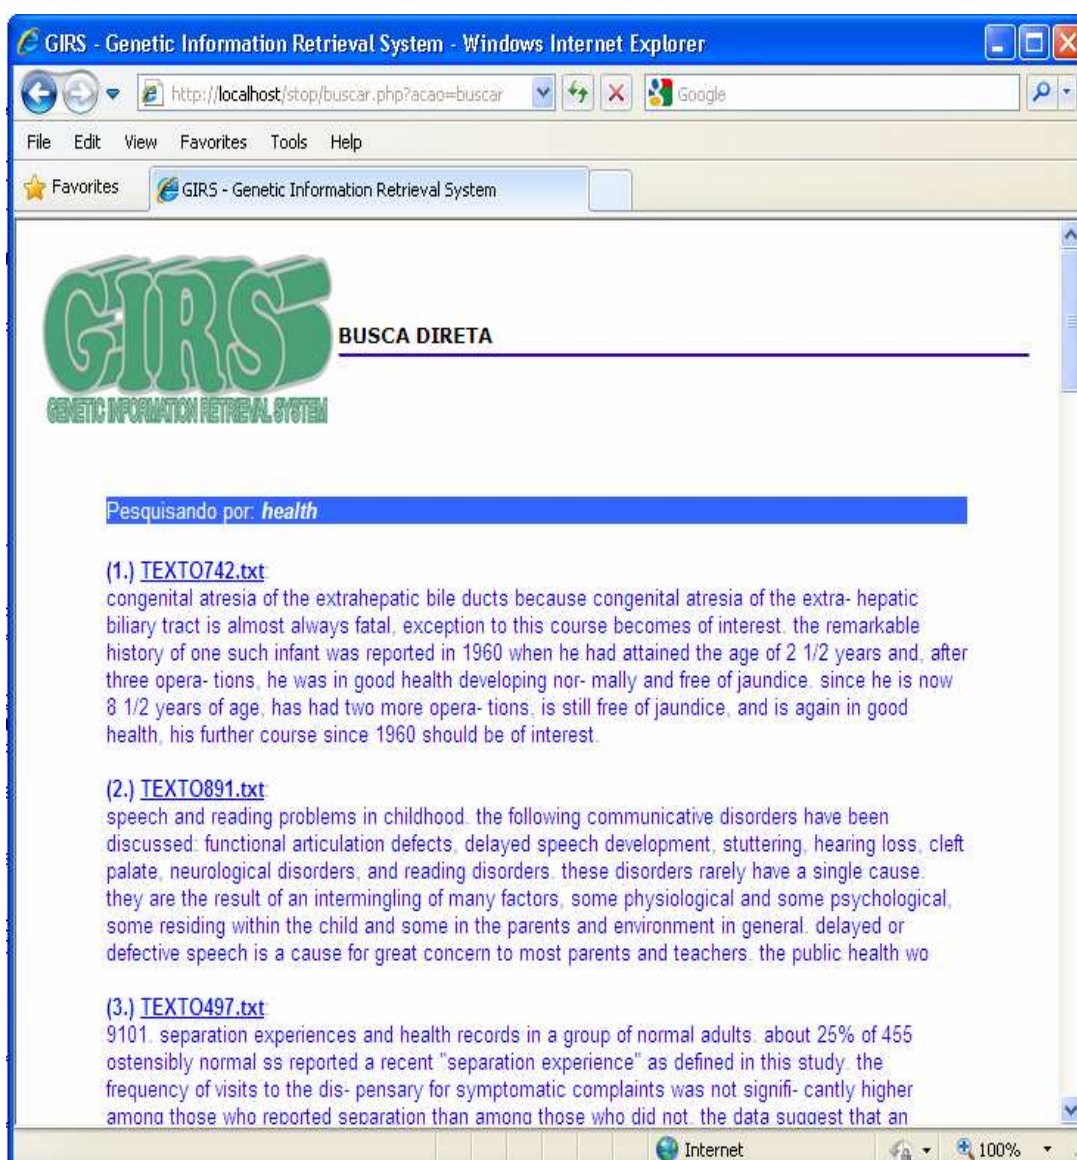 GIRS - Genetic Information Retrieval System - Windows Internet Explorer
http://localhost/stop/buscar.php?acao=buscar
Google
File Edit View Favorites Tools Help
Favorites
GIRS - Genetic Information Retrieval System
GIRS
GENETIC INFORMATION RETRIEVAL SYSTEM
BUSCA DIRETA
Pesquisando por: health
(1.) TEXTO742.txt:
congenital atresia of the extrahepatic bile ducts because congenital atresia of the extra- hepatic
biliary tract is almost always fatal, exception to this course becomes of interest. the remarkable
history of one such infant was reported in 1960 when he had attained the age of 2 1/2 years and, after
three opera- tions, he was in good health developing nor- mally and free of jaundice. since he is now
8 1/2 years of age, has had two more opera- tions, is still free of jaundice, and is again in good
health, his further course since 1960 should be of interest.
(2.) TEXTO891.txt:
speech and reading problems in childhood. the following communicative disorders have been
discussed: functional articulation defects, delayed speech development, stuttering, hearing loss, cleft
palate, neurological disorders, and reading disorders. these disorders rarely have a single cause.
they are the result of an intermingling of many factors, some physiological and some psychological,
some residing within the child and some in the parents and environment in general. delayed or
defective speech is a cause for great concern to most parents and teachers. the public health wo
(3.) TEXTO497.txt:
9101. separation experiences and health records in a group of normal adults. about 25% of 455
ostensibly normal ss reported a recent "separation experience" as defined in this study. the
frequency of visits to the dis- pensary for symptomatic complaints was not signifi- cantly higher
among those who reported separation than among those who did not. the data suggest that an
Internet
100%